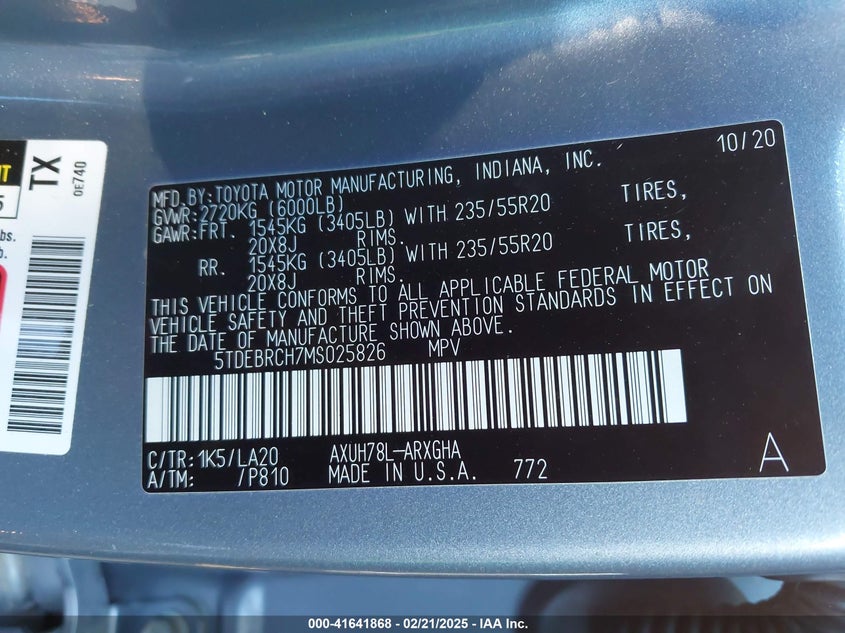 10/20
MFD. BY: TOYOTA MOTOR MANUFACTURING, INDIANA, INC.
GVWR: 2720KG (6000LB)
GAWR: FRT. 1545KG (3405LB) WITH 235/55R20 TIRES,
20X8J RIMS.
RR. 1545KG (3405LB) WITH 235/55R20 TIRES,
20X8J RIMS.
THIS VEHICLE CONFORMS TO ALL APPLICABLE FEDERAL MOTOR
VEHICLE SAFETY AND THEFT PREVENTION STANDARDS IN EFFECT ON
THE DATE OF MANUFACTURE SHOWN ABOVE.
5TDEBRCH7MS025826 MPV
C/TR: 1K5/LA20 AXUH78L-ARXGHA
A/TM: /P810 MADE IN U.S.A. 772
A
TX
0E740
5
lbs.
b.
000-41641868 - 02/21/2025 - IAA Inc.